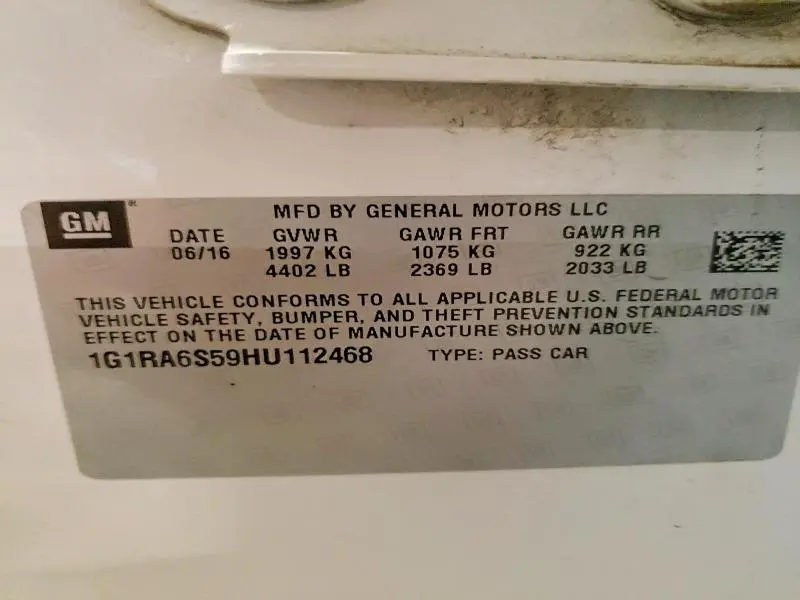 GM ® MFD BY GENERAL MOTORS LLC
DATE GVWR GAWR FRT GAWR RR
06/16 1997 KG 1075 KG 922 KG
4402 LB 2369 LB 2033 LB
THIS VEHICLE CONFORMS TO ALL APPLICABLE U.S. FEDERAL MOTOR
VEHICLE SAFETY, BUMPER, AND THEFT PREVENTION STANDARDS IN
EFFECT ON THE DATE OF MANUFACTURE SHOWN ABOVE.
1G1RA6S59HU112468 TYPE: PASS CAR